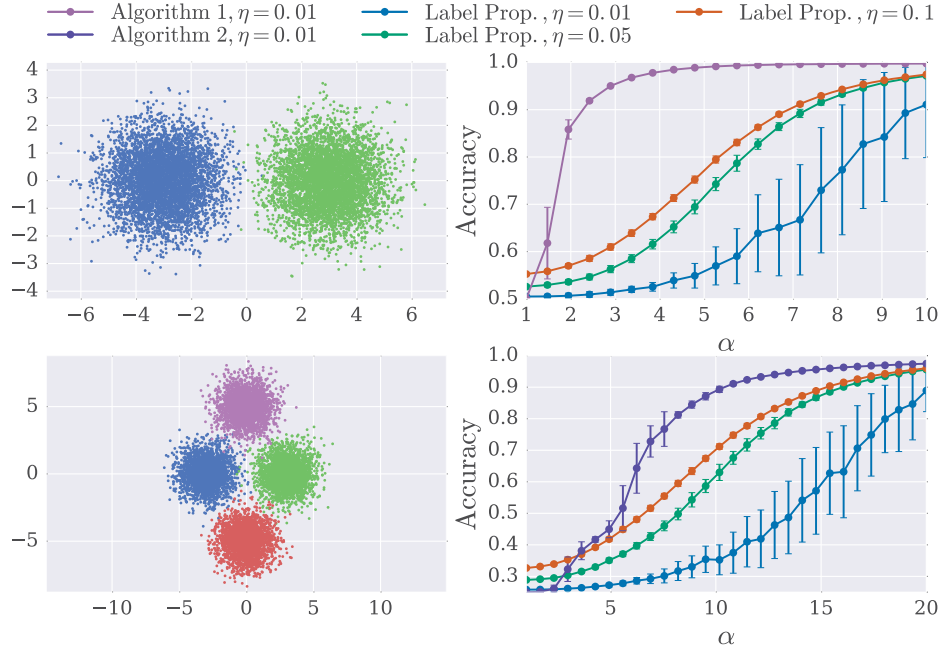 Algorithm 1, η = 0.01 Label Prop., η = 0.01 Label Prop., η = 0.1
Algorithm 2, η = 0.01 Label Prop., η = 0.05
4
3
2
1
0
−1
−2
−3
−4
−6 −4 −2 0 2 4 6
Accuracy
1.0
0.9
0.8
0.7
0.6
0.5
1 2 3 4 5 6 7 8 9 10
α
5
0
−5
−10 −5 0 5 10
Accuracy
1.0
0.9
0.8
0.7
0.6
0.5
0.4
0.3
5 10 15 20
α